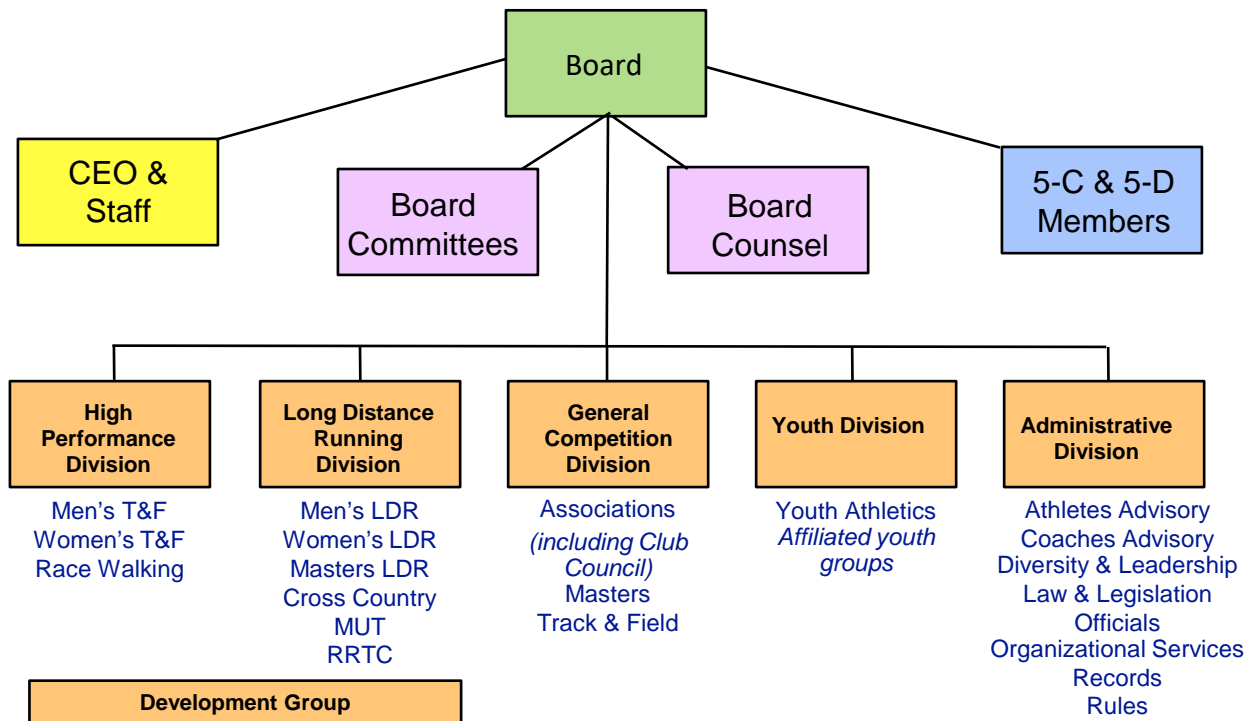 Board
CEO &
Staff
Board
Committees
Board
Counsel
5-C & 5-D
Members
High
Performance
Division
Men’s T&F
Women’s T&F
Race Walking
Long Distance
Running
Division
Men’s LDR
Women’s LDR
Masters LDR
Cross Country
MUT
RRTC
General
Competition
Division
Associations
(including Club
Council)
Masters
Track & Field
Youth Division
Youth Athletics
Affiliated youth
groups
Administrative
Division
Athletes Advisory
Coaches Advisory
Diversity & Leadership
Law & Legislation
Officials
Organizational Services
Records
Rules
Development Group